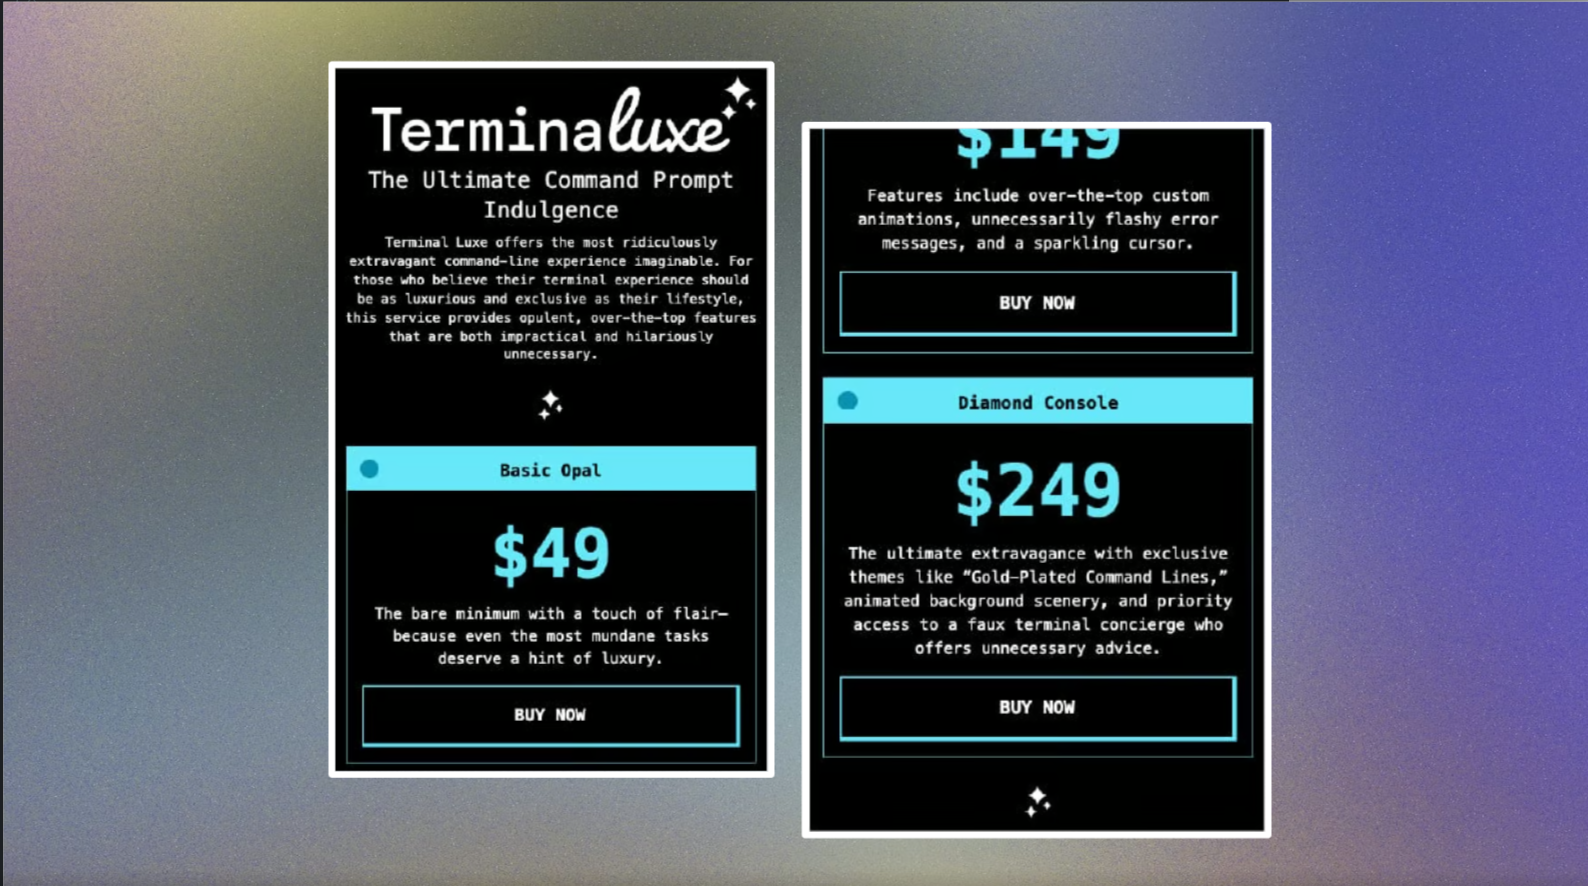 Terminaluxe
The Ultimate Command Prompt
Indulgence
Terminal Luxe offers the most ridiculously
extravagant command-line experience imaginable. For
those who believe their terminal experience should
be as luxurious and exclusive as their lifestyle,
this service provides opulent, over-the-top features
that are both impractical and hilariously
unnecessary.
Basic Opal
$49
The bare minimum with a touch of flair—
because even the most mundane tasks
deserve a hint of luxury.
BUY NOW
$149
Features include over-the-top custom
animations, unnecessarily flashy error
messages, and a sparkling cursor.
BUY NOW
Diamond Console
$249
The ultimate extravagance with exclusive
themes like “Gold-Plated Command Lines,”
animated background scenery, and priority
access to a faux terminal concierge who
offers unnecessary advice.
BUY NOW